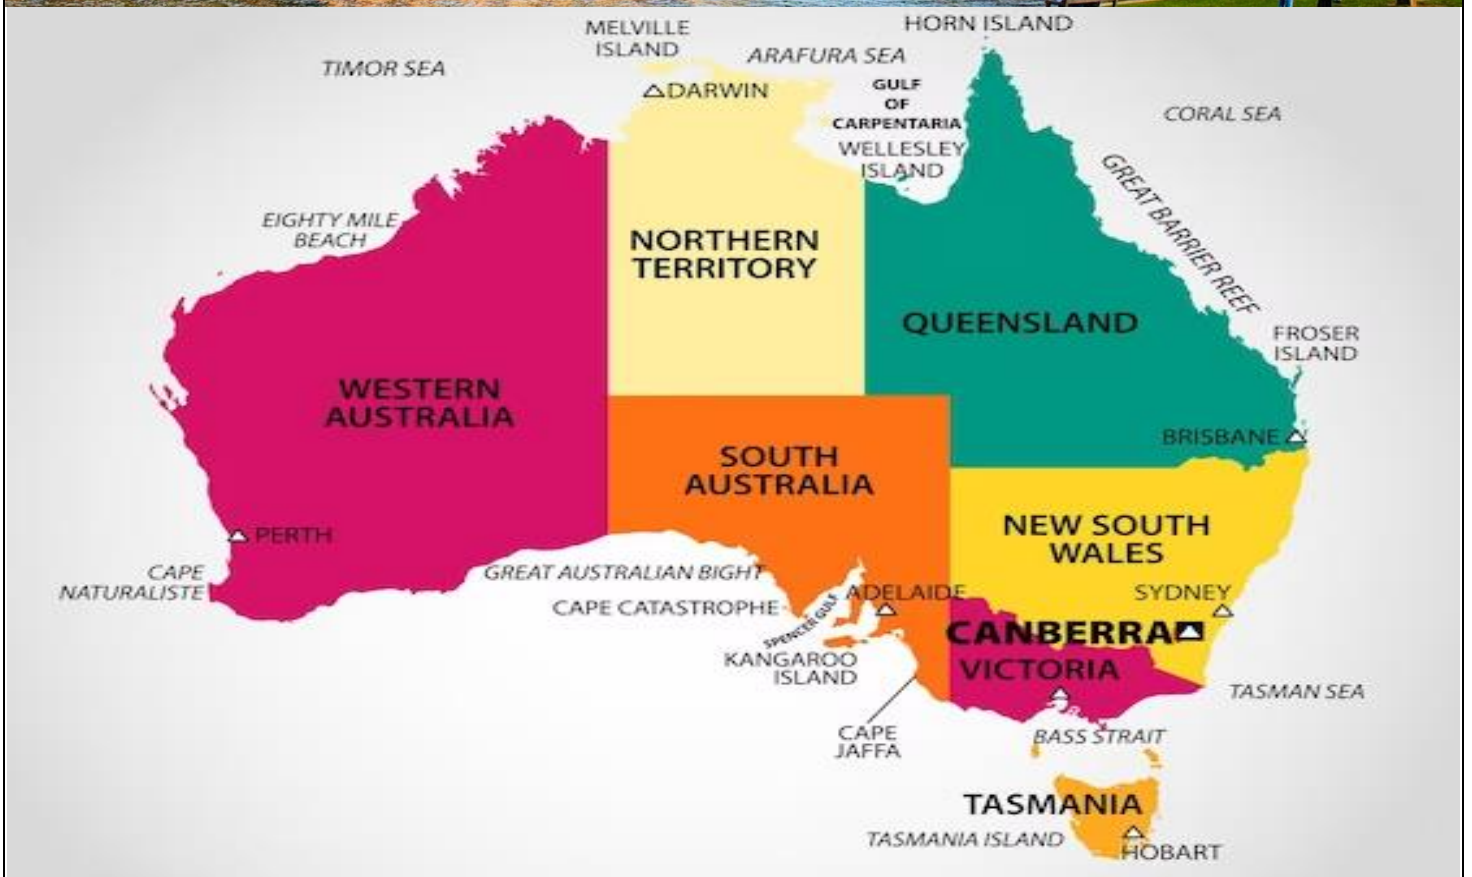 MELVILLE
ISLAND
HORN ISLAND
TIMOR SEA
ARAFURA SEA
DARWIN
GULF
OF
CARPENTARIA
WELLESLEY
ISLAND
CORAL SEA
GREAT BARRIER REEF
EIGHTY MILE
BEACH
NORTHERN
TERRITORY
QUEENSLAND
FROSER
ISLAND
WESTERN
AUSTRALIA
BRISBANE
SOUTH
AUSTRALIA
NEW SOUTH
WALES
PERTH
CAPE
NATURALISTE
GREAT AUSTRALIAN BIGHT
CAPE CATASTROPHE
SPENCER GULF
ADELAIDE
SYDNEY
CANBERRA
KANGAROO
ISLAND
VICTORIA
TASMAN SEA
CAPE
JAFFA
BASS STRAIT
TASMANIA
TASMANIA ISLAND
HOBART